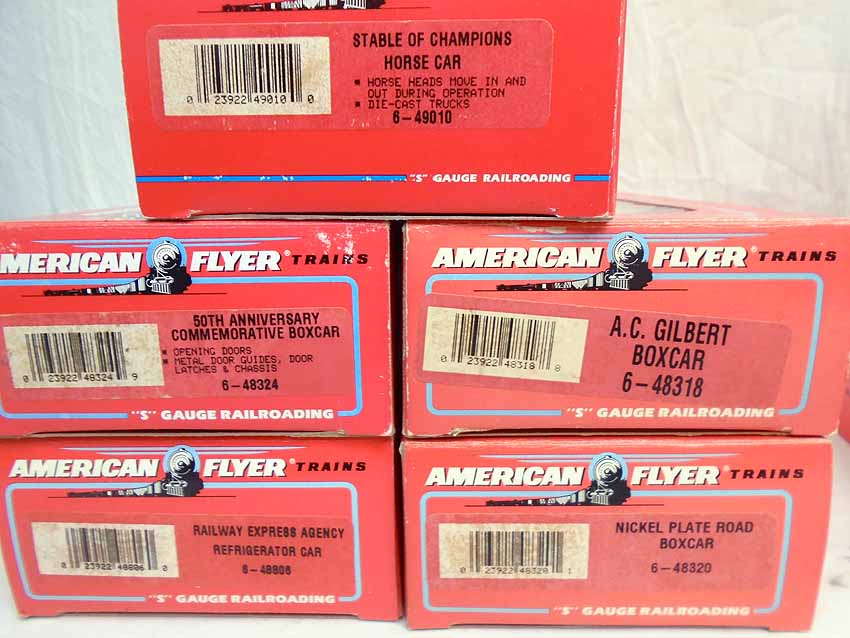 STABLE OF CHAMPIONS
HORSE CAR
■ HORSE HEADS MOVE IN AND
OUT DURING OPERATION
■ DIE-CAST TRUCKS
6-49010
0 23922 49010 0
"S" GAUGE RAILROADING
MERICAN FLYER® TRAINS
50TH ANNIVERSARY
COMMEMORATIVE BOXCAR
■ OPENING DOORS
■ METAL DOOR GUIDES, DOOR
LATCHES & CHASSIS
6-48324
0 23922 48324 9
"S" GAUGE RAILROADING
AMERICAN FLYER® TRAINS
A.C. GILBERT
BOXCAR
6-48318
0 23922 48318 8
"S" GAUGE RAILROADING
AMERICAN FLYER® TRAINS
RAILWAY EXPRESS AGENCY
REFRIGERATOR CAR
6-48806
0 23922 48806 0
"S" GAUGE RAILROADING
AMERICAN FLYER® TRAINS
NICKEL PLATE ROAD
BOXCAR
6-48320
0 23922 48320 1
"S" GAUGE RAILROADING